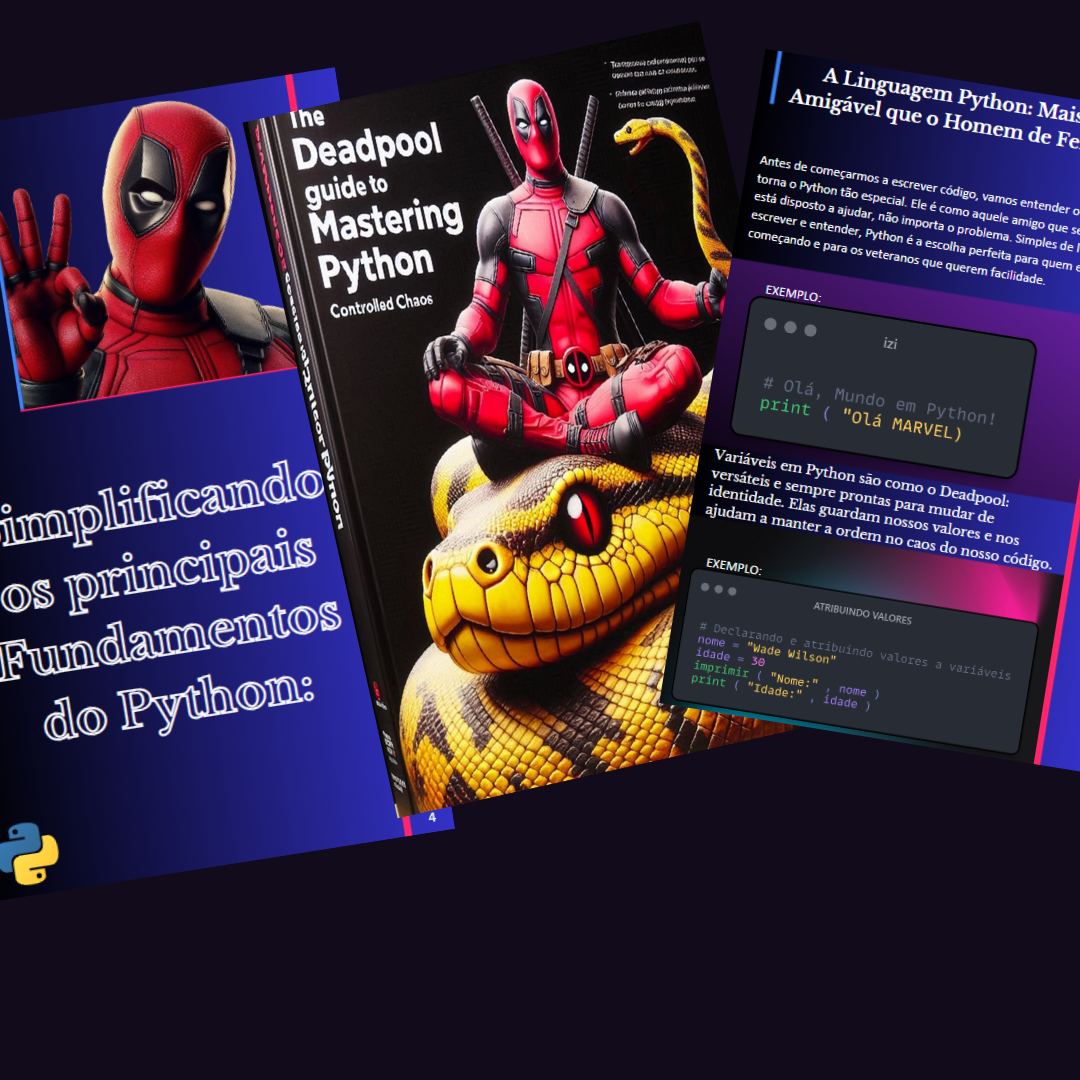 implificando
os principais
Fundamentos
do Python:
4
The
Deadpool
guide to
Mastering
Python
Controlled Chaos
A Linguagem Python: Mais
Amigável que o Homem de Fe
Antes de começarmos a escrever código, vamos entender o
torna o Python tão especial. Ele é como aquele amigo que se
está disposto a ajudar, não importa o problema. Simples de
escrever e entender, Python é a escolha perfeita para quem e
começando e para os veteranos que querem facilidade.
EXEMPLO:
izi
# Olá, Mundo em Python!
print ( "Olá MARVEL)
Variáveis em Python são como o Deadpool:
versáteis e sempre prontas para mudar de
identidade. Elas guardam nossos valores e nos
ajudam a manter a ordem no caos do nosso código.
EXEMPLO:
ATRIBUINDO VALORES
# Declarando e atribuindo valores a variáveis
nome = "Wade Wilson"
idade = 30
imprimir ( "Nome:" , nome )
print ( "Idade:" , idade )